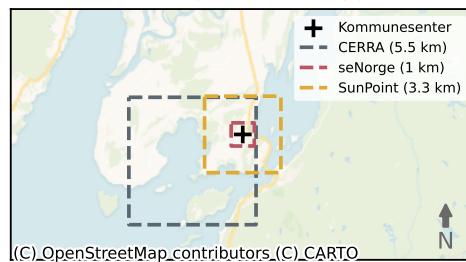 Kommunesenter
CERRA (5.5 km)
seNorge (1 km)
SunPoint (3.3 km)
N
(C) OpenStreetMap contributors (C) CARTO